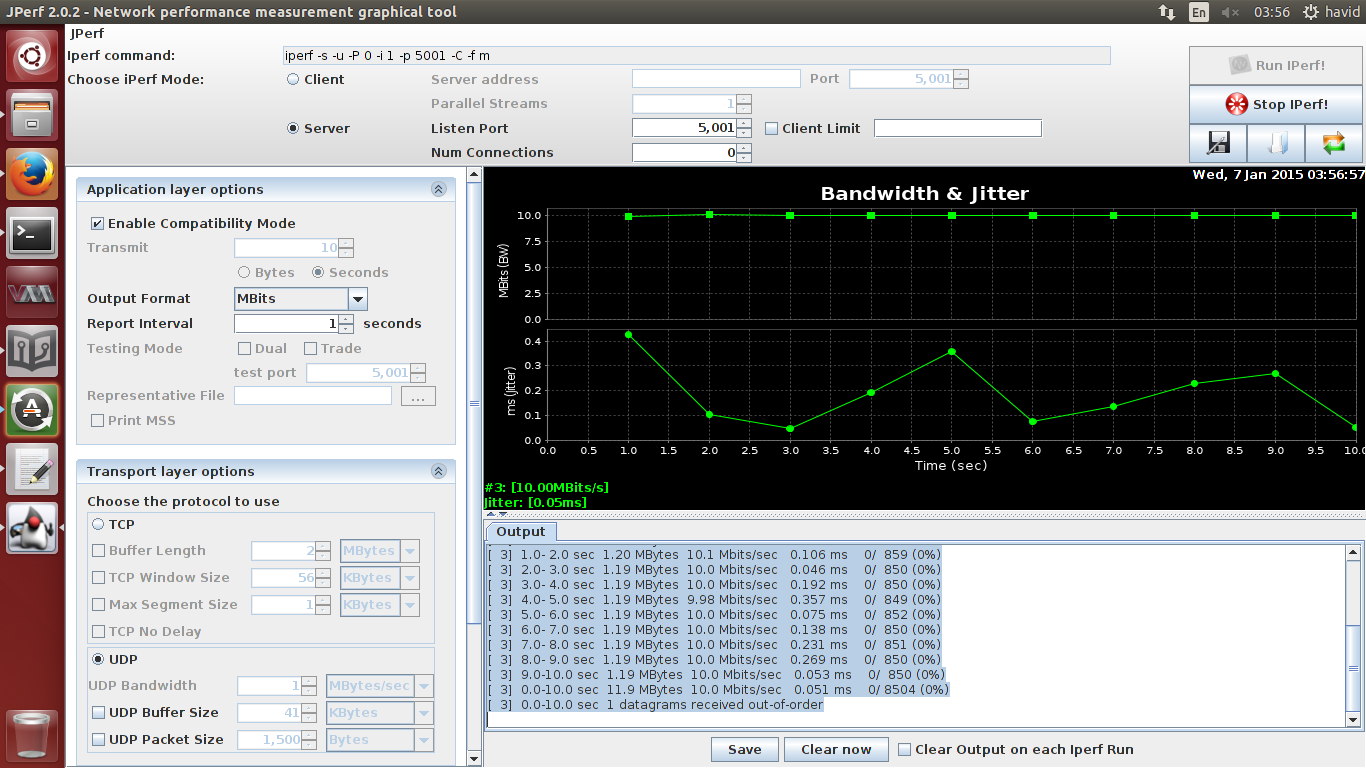 JPerf 2.0.2 - Network performance measurement graphical tool
En
03:56
havid
JPerf
Iperf command:
iperf -s -u -P 0 -i 1 -p 5001 -C -f m
Choose iPerf Mode:
Client
Server address
Port
5,001
Parallel Streams
1
Server
Listen Port
5,001
Client Limit
Num Connections
0
Run IPerf!
Stop IPerf!
Application layer options
Enable Compatibility Mode
Transmit
10
Bytes
Seconds
Output Format
MBits
Report Interval
1
seconds
Testing Mode
Dual
Trade
test port
5,001
Representative File
...
Print MSS
Transport layer options
Choose the protocol to use
TCP
Buffer Length
2
MBytes
TCP Window Size
56
KBytes
Max Segment Size
1
KBytes
TCP No Delay
UDP
UDP Bandwidth
1
MBytes/sec
UDP Buffer Size
41
KBytes
UDP Packet Size
1,500
Bytes
Wed, 7 Jan 2015 03:56:57
Bandwidth & Jitter
MBits (BW)
10.0
7.5
5.0
2.5
0.0
ms (jitter)
0.4
0.3
0.2
0.1
0.0
0.0 0.5 1.0 1.5 2.0 2.5 3.0 3.5 4.0 4.5 5.0 5.5 6.0 6.5 7.0 7.5 8.0 8.5 9.0 9.5 10.0
Time (sec)
#3: [10.00MBits/s]
Jitter: [0.05ms]
Output
[ 3] 1.0- 2.0 sec 1.20 MBytes 10.1 Mbits/sec 0.106 ms 0/ 859 (0%)
[ 3] 2.0- 3.0 sec 1.19 MBytes 10.0 Mbits/sec 0.046 ms 0/ 850 (0%)
[ 3] 3.0- 4.0 sec 1.19 MBytes 10.0 Mbits/sec 0.192 ms 0/ 850 (0%)
[ 3] 4.0- 5.0 sec 1.19 MBytes 9.98 Mbits/sec 0.357 ms 0/ 849 (0%)
[ 3] 5.0- 6.0 sec 1.19 MBytes 10.0 Mbits/sec 0.075 ms 0/ 852 (0%)
[ 3] 6.0- 7.0 sec 1.19 MBytes 10.0 Mbits/sec 0.138 ms 0/ 850 (0%)
[ 3] 7.0- 8.0 sec 1.19 MBytes 10.0 Mbits/sec 0.231 ms 0/ 851 (0%)
[ 3] 8.0- 9.0 sec 1.19 MBytes 10.0 Mbits/sec 0.269 ms 0/ 850 (0%)
[ 3] 9.0-10.0 sec 1.19 MBytes 10.0 Mbits/sec 0.053 ms 0/ 850 (0%)
[ 3] 0.0-10.0 sec 11.9 MBytes 10.0 Mbits/sec 0.051 ms 0/ 8504 (0%)
[ 3] 0.0-10.0 sec 1 datagrams received out-of-order
Save
Clear now
Clear Output on each Iperf Run